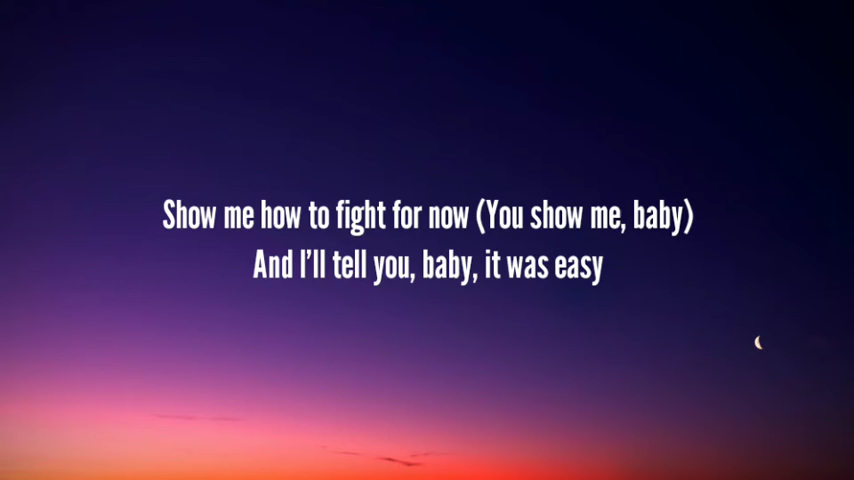 Show me how to fight for now (You show me, baby)
And I'll tell you, baby, it was easy